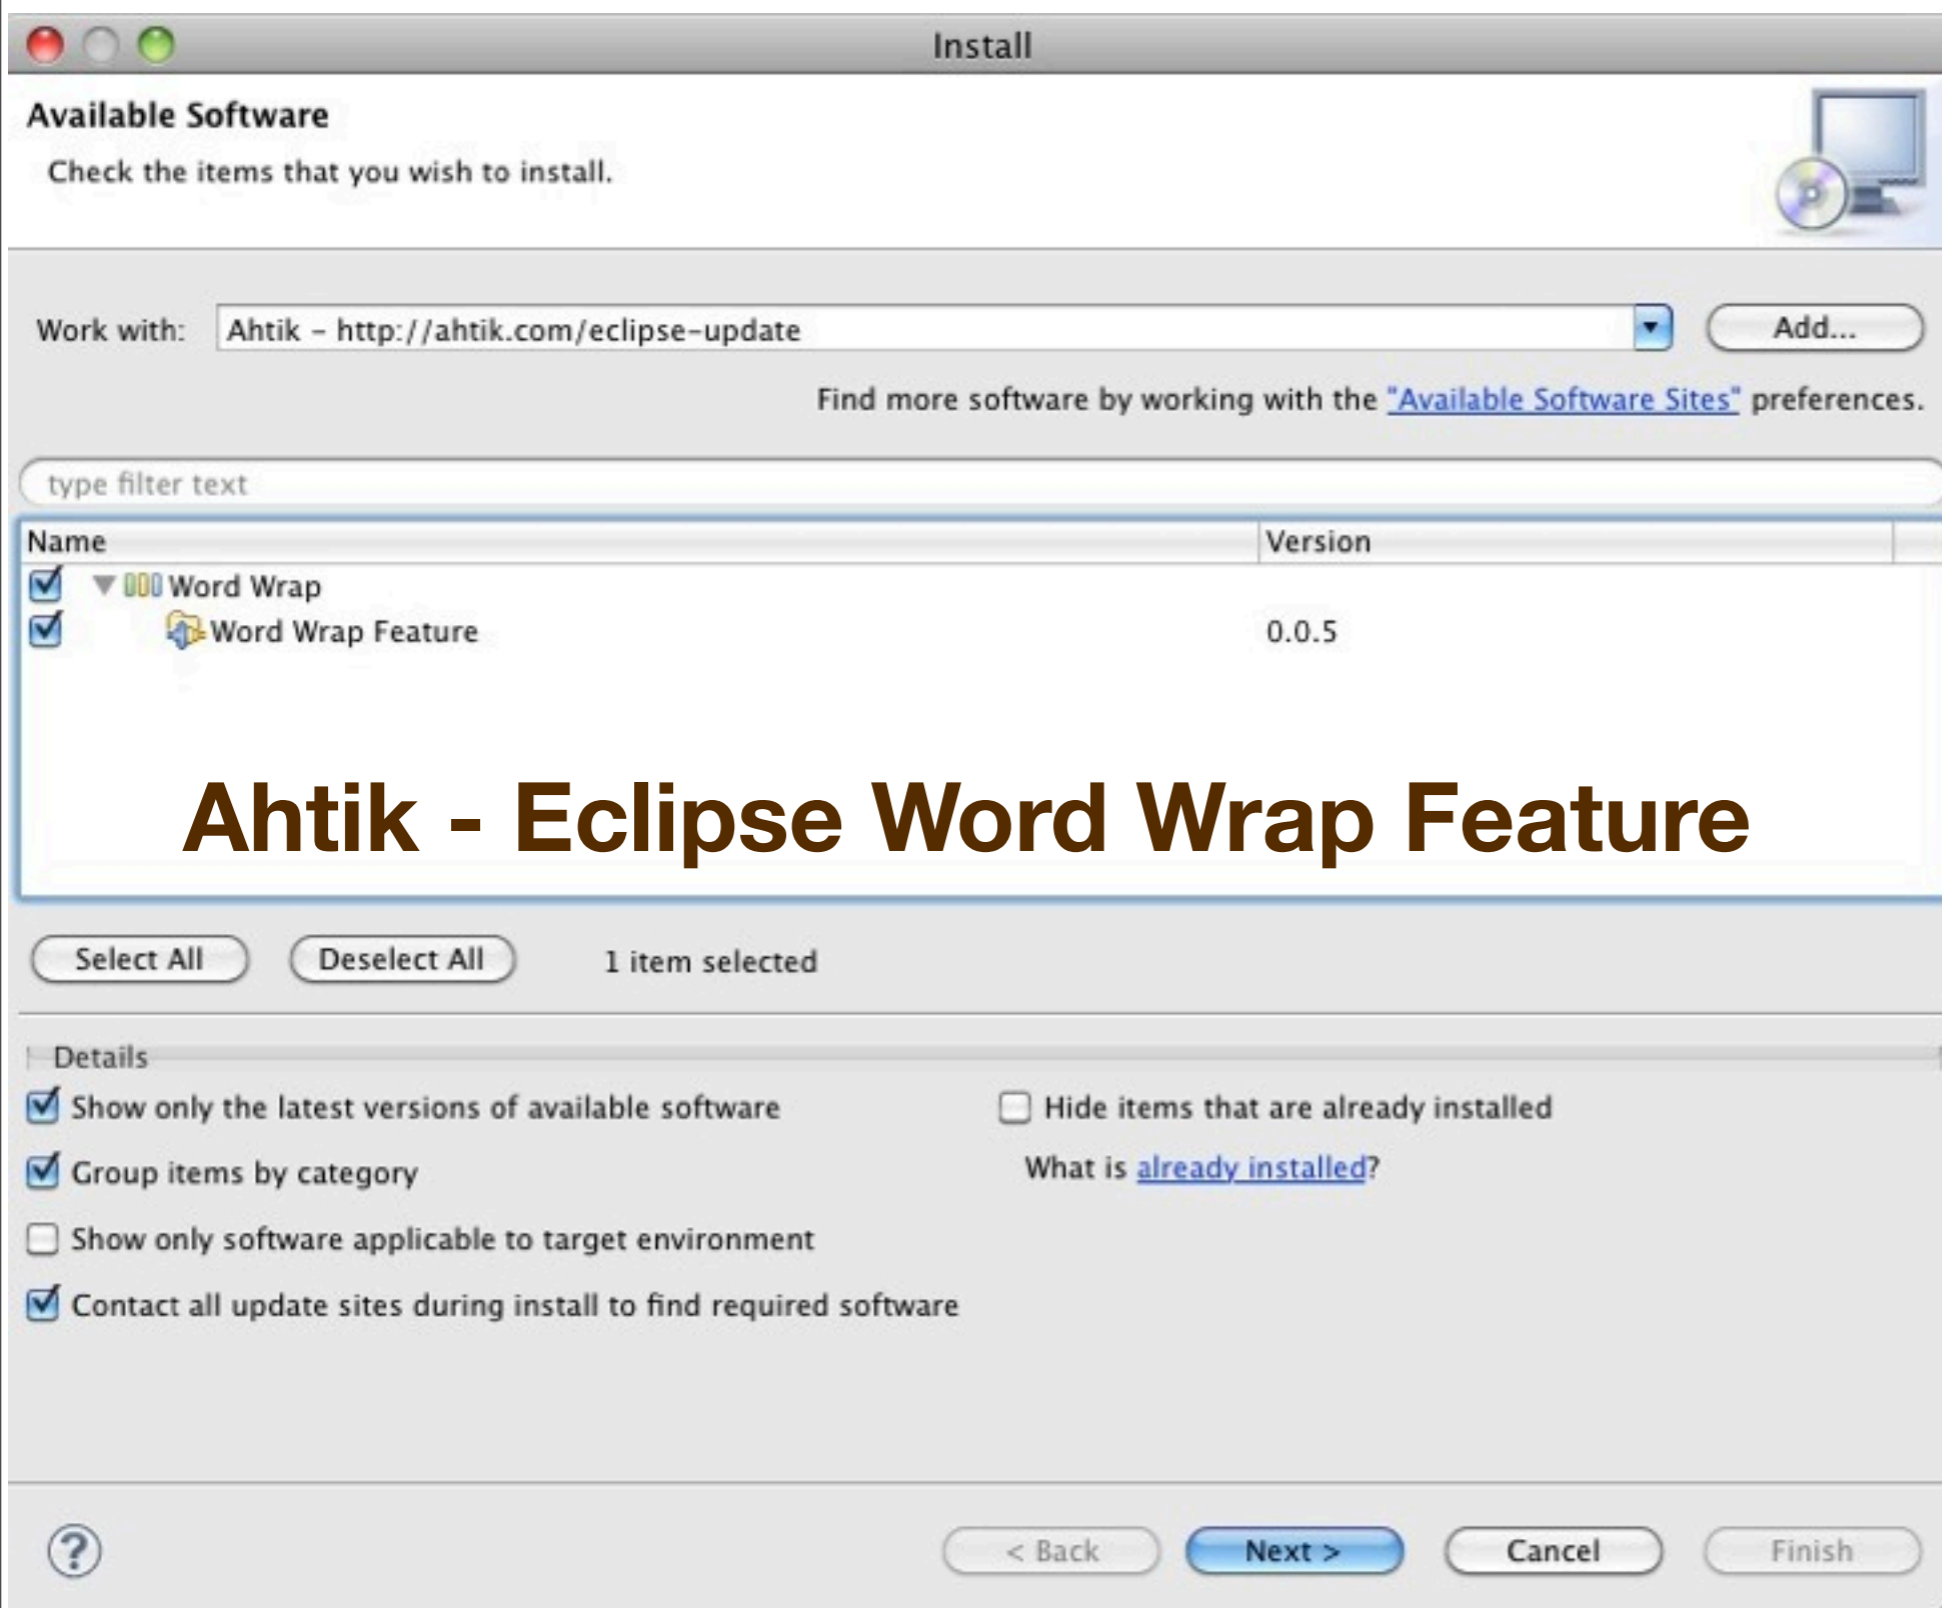 Install
Available Software
Check the items that you wish to install.
Work with: Ahtik – http://ahtik.com/eclipse-update Add...
Find more software by working with the "Available Software Sites" preferences.
type filter text
Name Version
Word Wrap
Word Wrap Feature 0.0.5
Ahtik - Eclipse Word Wrap Feature
Select All Deselect All 1 item selected
Details
Show only the latest versions of available software Hide items that are already installed
Group items by category What is already installed?
Show only software applicable to target environment
Contact all update sites during install to find required software
? < Back Next > Cancel Finish